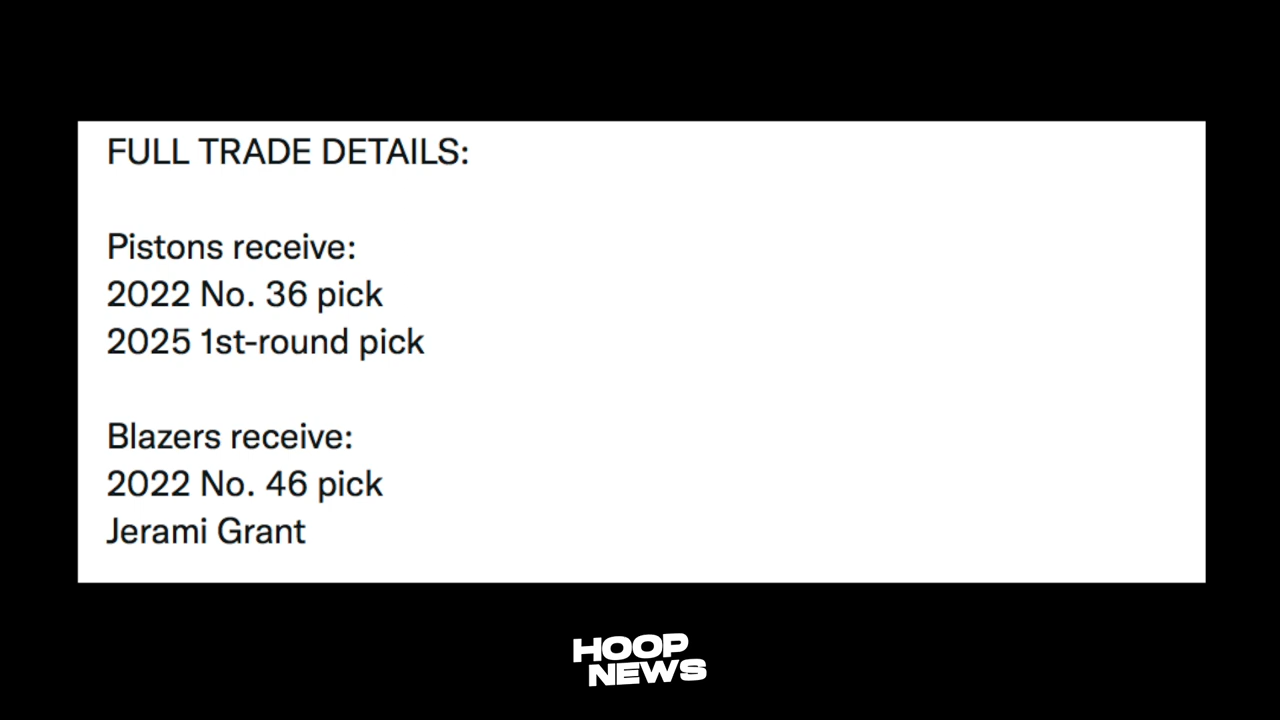 FULL TRADE DETAILS:
Pistons receive:
2022 No. 36 pick
2025 1st-round pick
Blazers receive:
2022 No. 46 pick
Jerami Grant
HOOP
NEWS